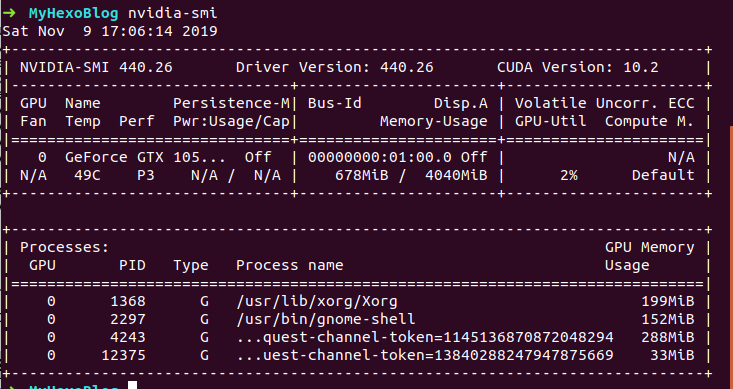 ➜ MyHexoBlog nvidia-smi
Sat Nov  9 17:06:14 2019
+-----------------------------------------------------------------------------+
| NVIDIA-SMI 440.26       Driver Version: 440.26       CUDA Version: 10.2     |
|-------------------------------+----------------------+----------------------+
| GPU  Name        Persistence-M| Bus-Id        Disp.A | Volatile Uncorr. ECC |
| Fan  Temp  Perf  Pwr:Usage/Cap|         Memory-Usage | GPU-Util  Compute M. |
|===============================+======================+======================|
|   0  GeForce GTX 105...  Off  | 00000000:01:00.0 Off |                  N/A |
| N/A   49C    P3    N/A /  N/A |    678MiB /  4040MiB |      2%      Default |
+-------------------------------+----------------------+----------------------+
+-----------------------------------------------------------------------------+
| Processes:                                                       GPU Memory |
|  GPU       PID   Type   Process name                             Usage      |
|=============================================================================|
|    0      1368      G   /usr/lib/xorg/Xorg                           199MiB |
|    0      2297      G   /usr/bin/gnome-shell                         152MiB |
|    0      4243      G   ...quest-channel-token=1145136870872048294   288MiB |
|    0     12375      G   ...uest-channel-token=13840288247947875669    33MiB |
+-----------------------------------------------------------------------------+
➜ MyHexoBlog